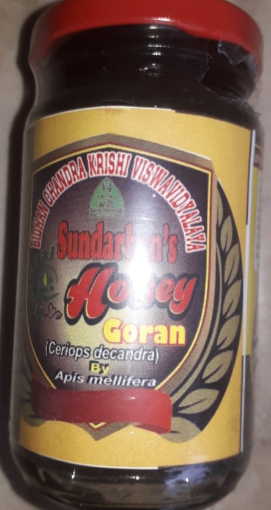 BIDHAN CHANDRA KRISHI VISWAVIDYALAYA
Sundarban's
Honey
Goran
(Ceriops decandra)
By
Apis mellifera